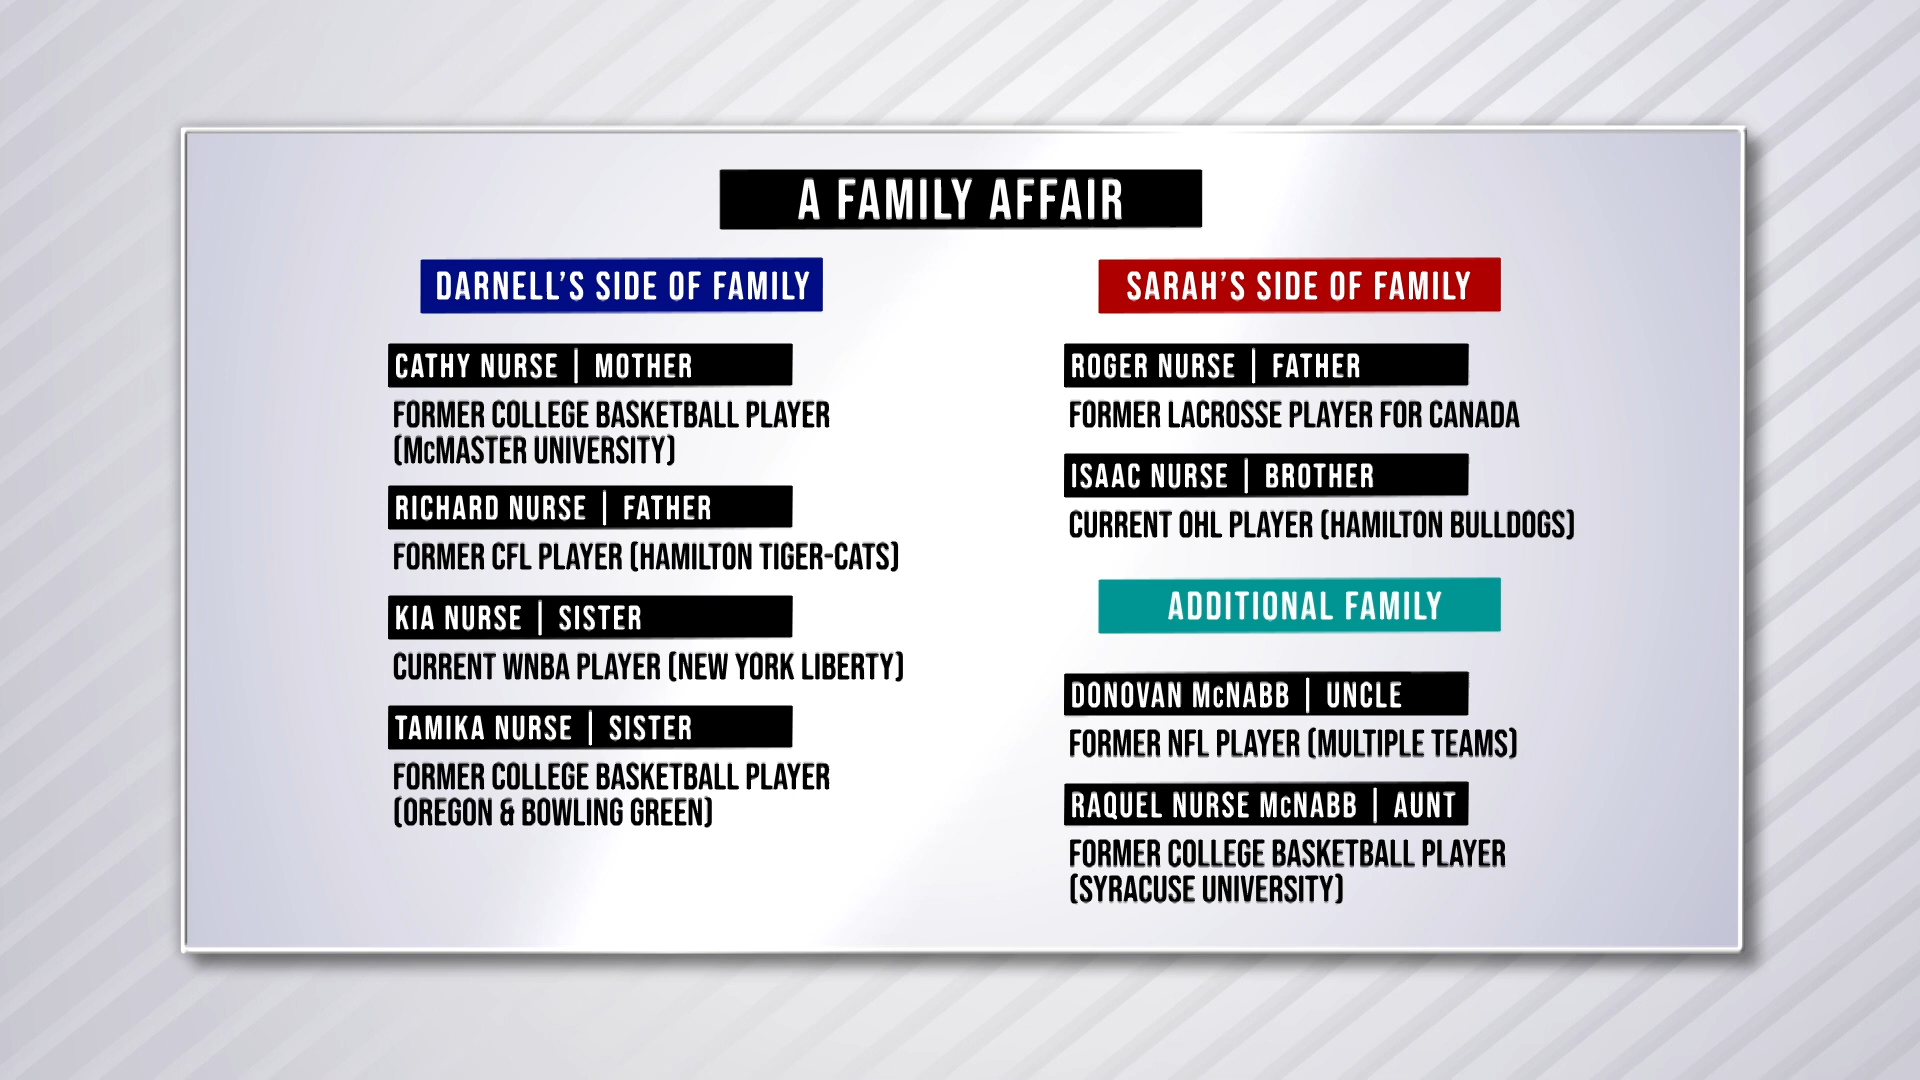 A FAMILY AFFAIR
DARNELL'S SIDE OF FAMILY
CATHY NURSE | MOTHER
FORMER COLLEGE BASKETBALL PLAYER
(McMASTER UNIVERSITY)
RICHARD NURSE | FATHER
FORMER CFL PLAYER (HAMILTON TIGER-CATS)
KIA NURSE | SISTER
CURRENT WNBA PLAYER (NEW YORK LIBERTY)
TAMIKA NURSE | SISTER
FORMER COLLEGE BASKETBALL PLAYER
(OREGON & BOWLING GREEN)
SARAH'S SIDE OF FAMILY
ROGER NURSE | FATHER
FORMER LACROSSE PLAYER FOR CANADA
ISAAC NURSE | BROTHER
CURRENT OHL PLAYER (HAMILTON BULLDOGS)
ADDITIONAL FAMILY
DONOVAN McNABB | UNCLE
FORMER NFL PLAYER (MULTIPLE TEAMS)
RAQUEL NURSE McNABB | AUNT
FORMER COLLEGE BASKETBALL PLAYER
(SYRACUSE UNIVERSITY)